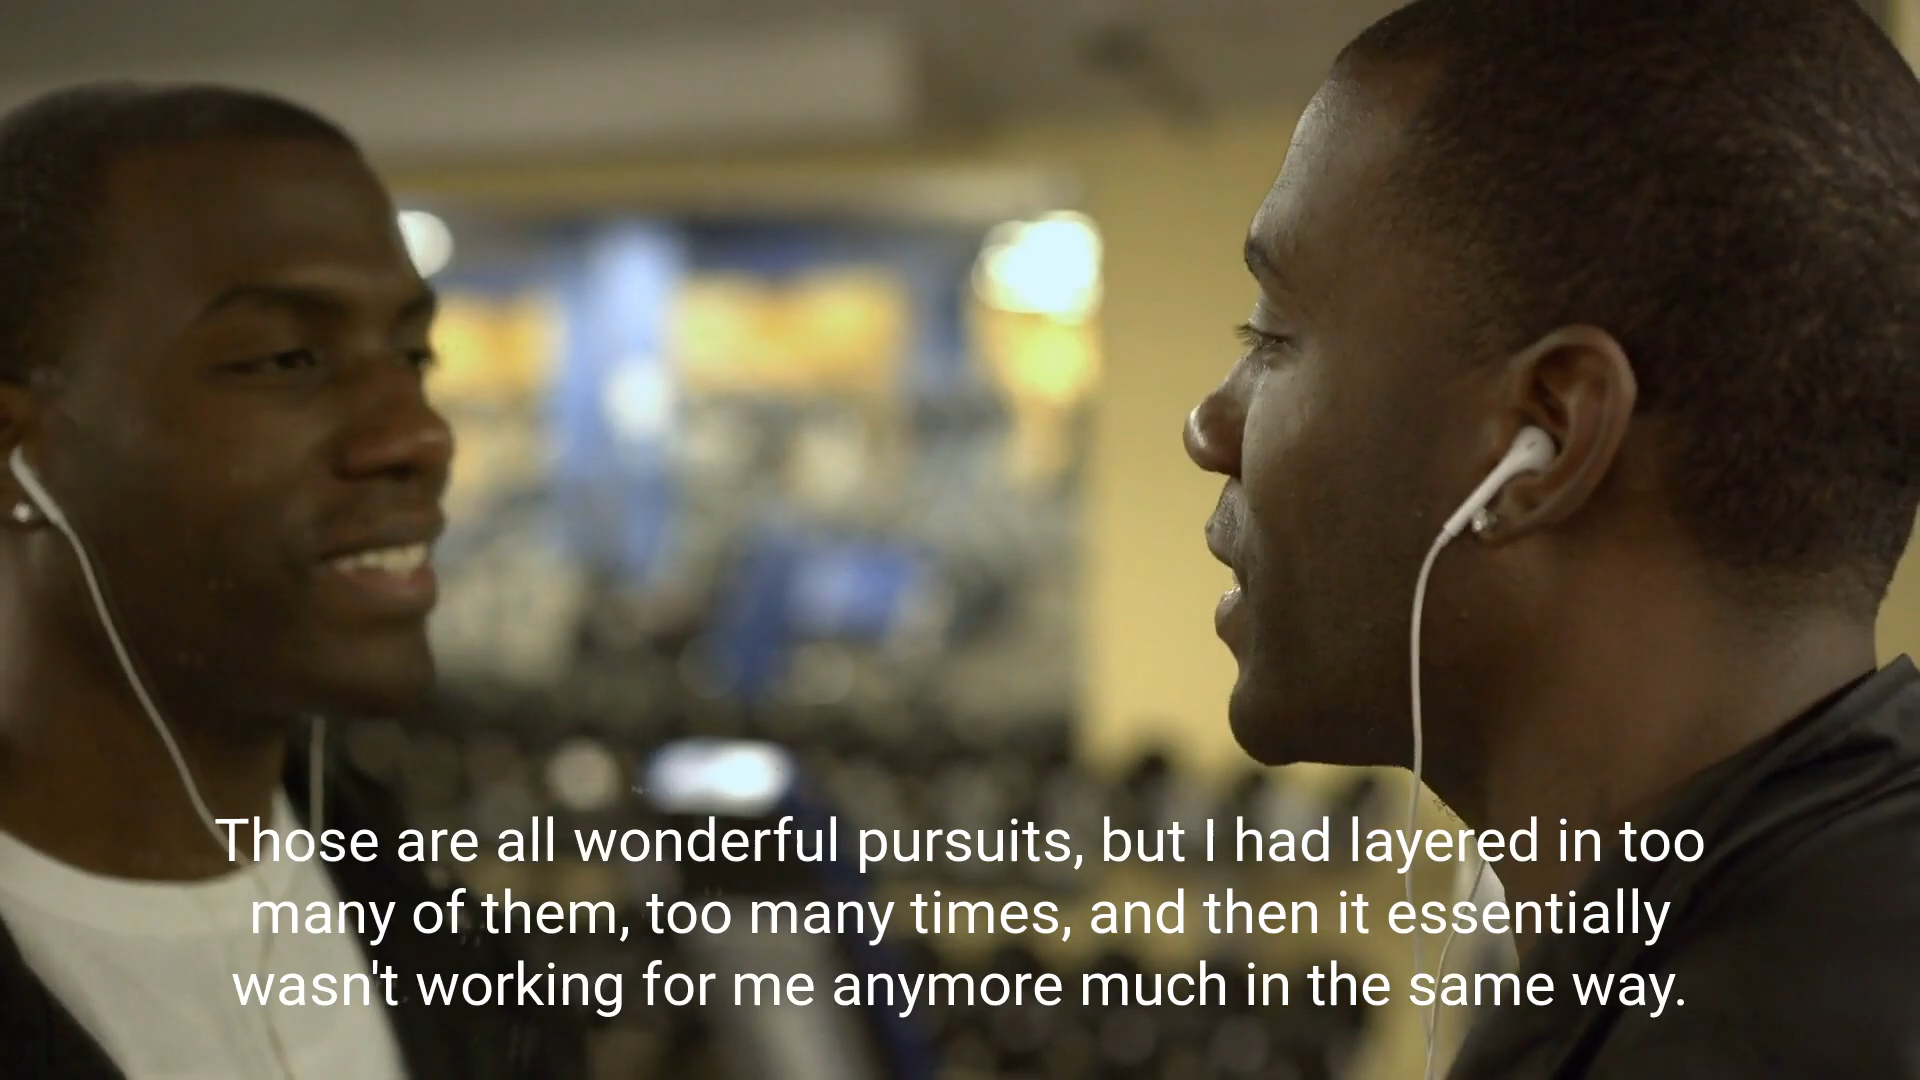 Those are all wonderful pursuits, but I had layered in too
many of them, too many times, and then it essentially
wasn't working for me anymore much in the same way.